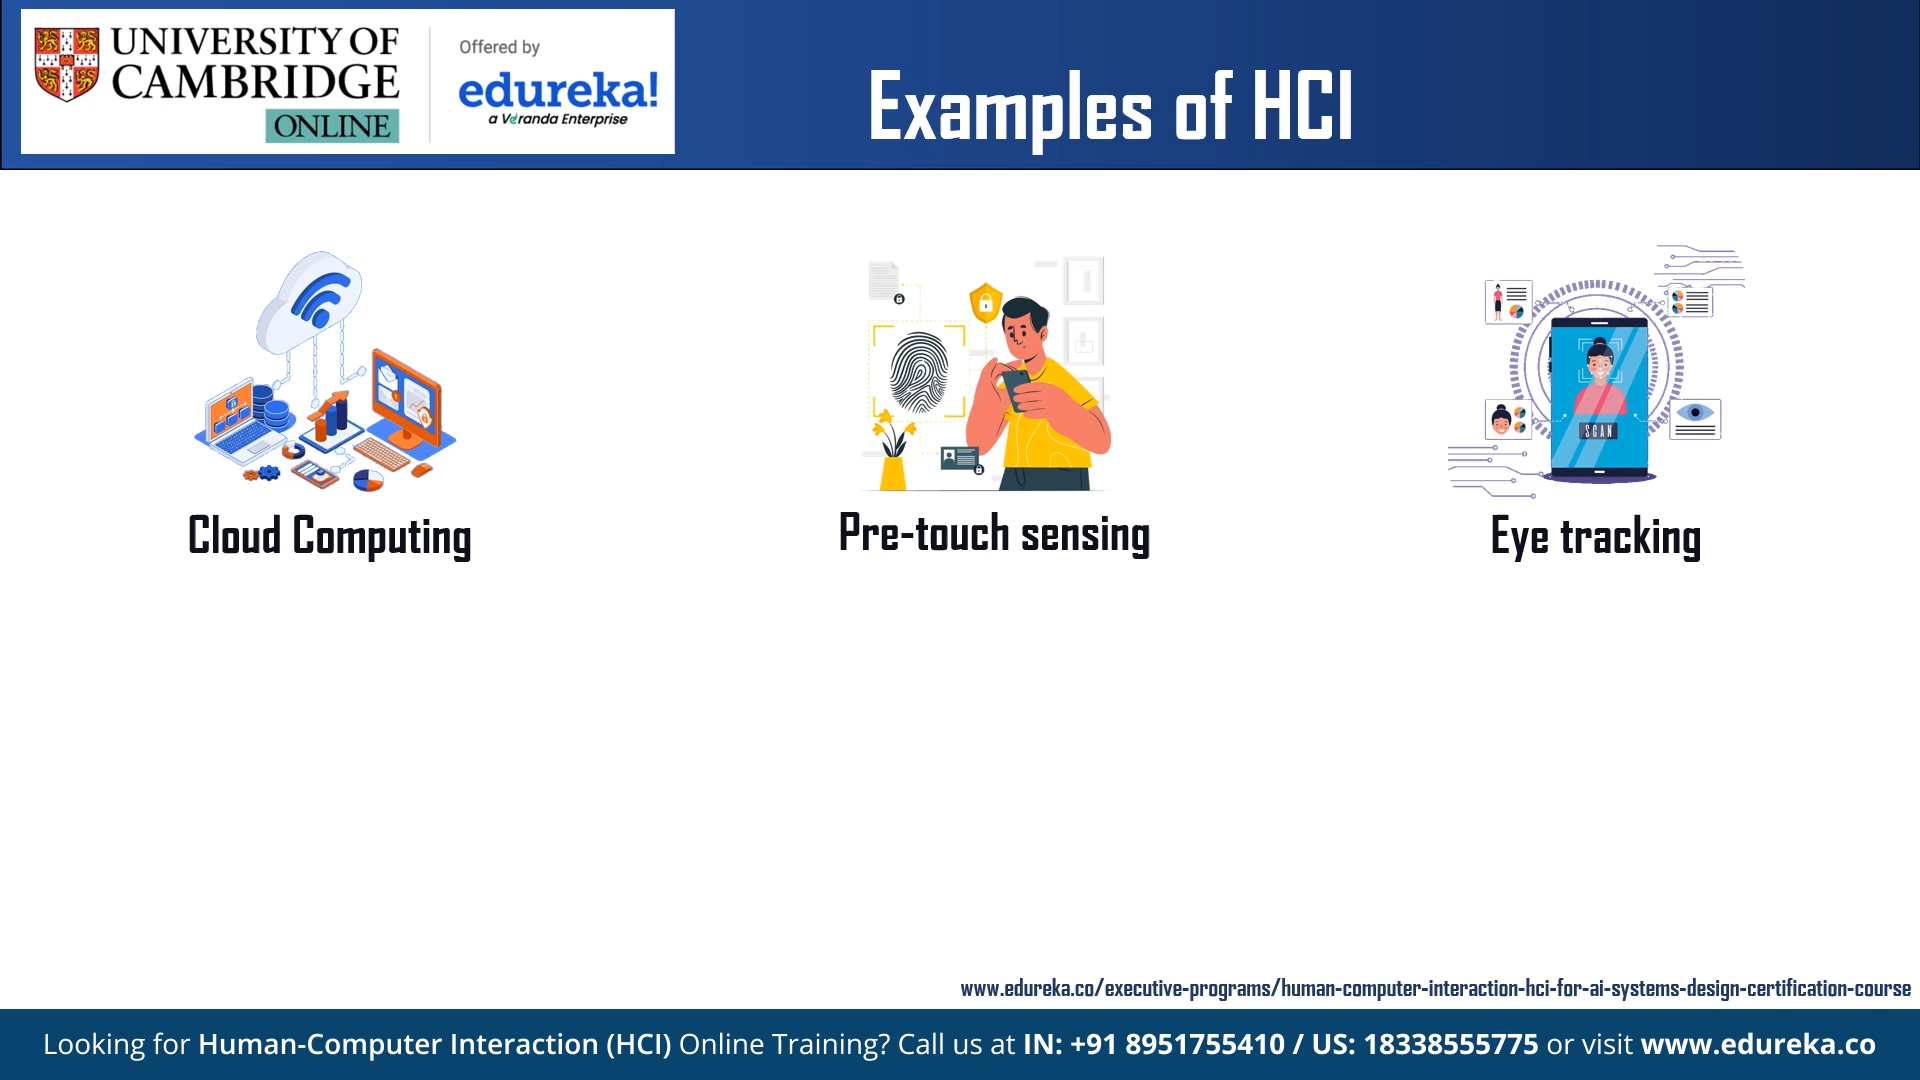 UNIVERSITY OF
CAMBRIDGE
ONLINE
Offered by
edureka!
a Veranda Enterprise
Examples of HCI
SCAN
Cloud Computing
Pre-touch sensing
Eye tracking
www.edureka.co/executive-programs/human-computer-interaction-hci-for-ai-systems-design-certification-course
Looking for Human-Computer Interaction (HCI) Online Training? Call us at IN: +91 8951755410 / US: 18338555775 or visit www.edureka.co